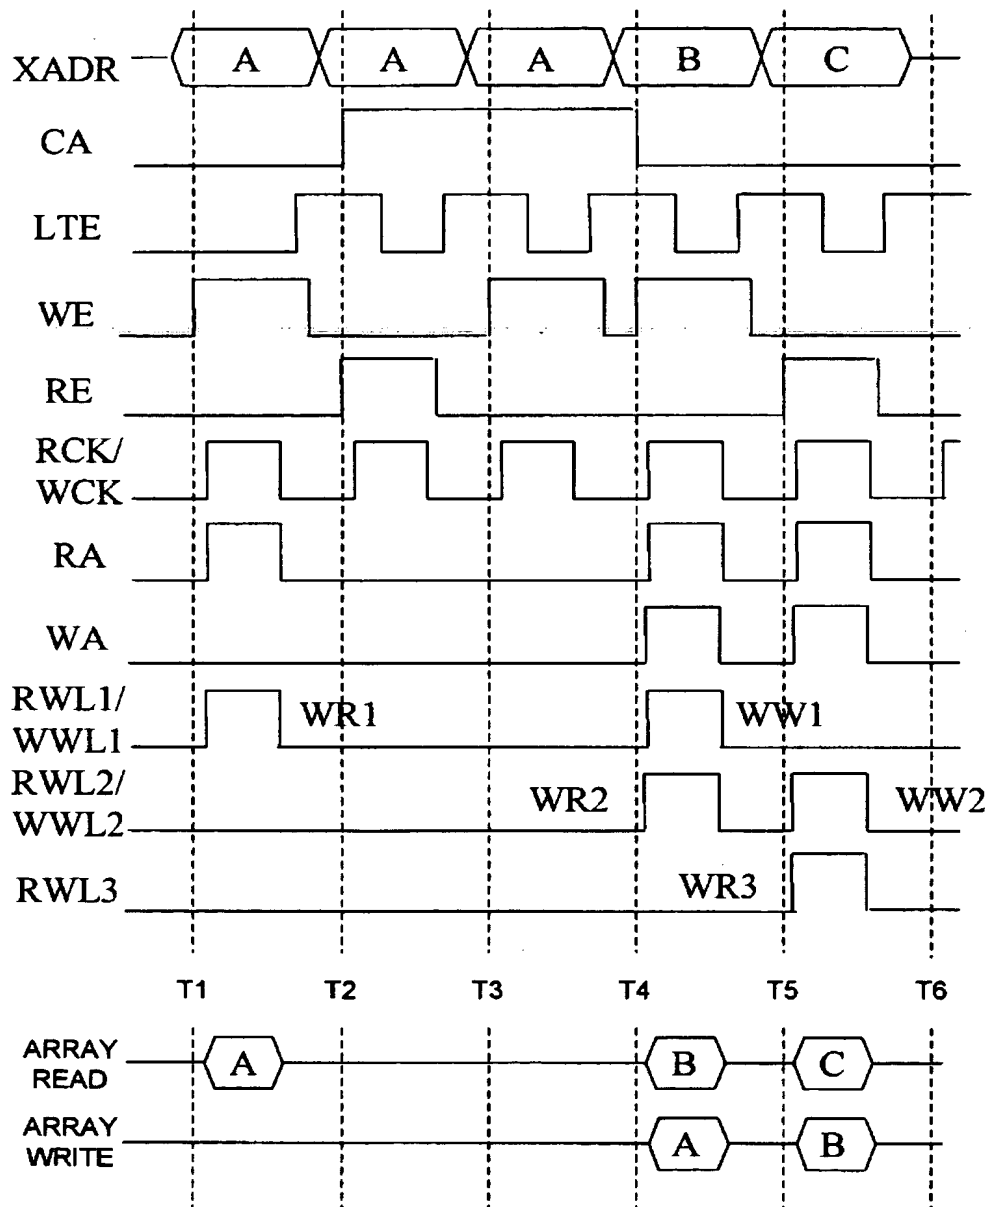 XADR A A A B C
CA
LTE
WE
RE
RCK/
WCK
RA
WA
RWL1/
WWL1 WR1 WW1
RWL2/
WWL2 WR2 WW2
RWL3 WR3
T1 T2 T3 T4 T5 T6
ARRAY
READ A B C
ARRAY
WRITE A B